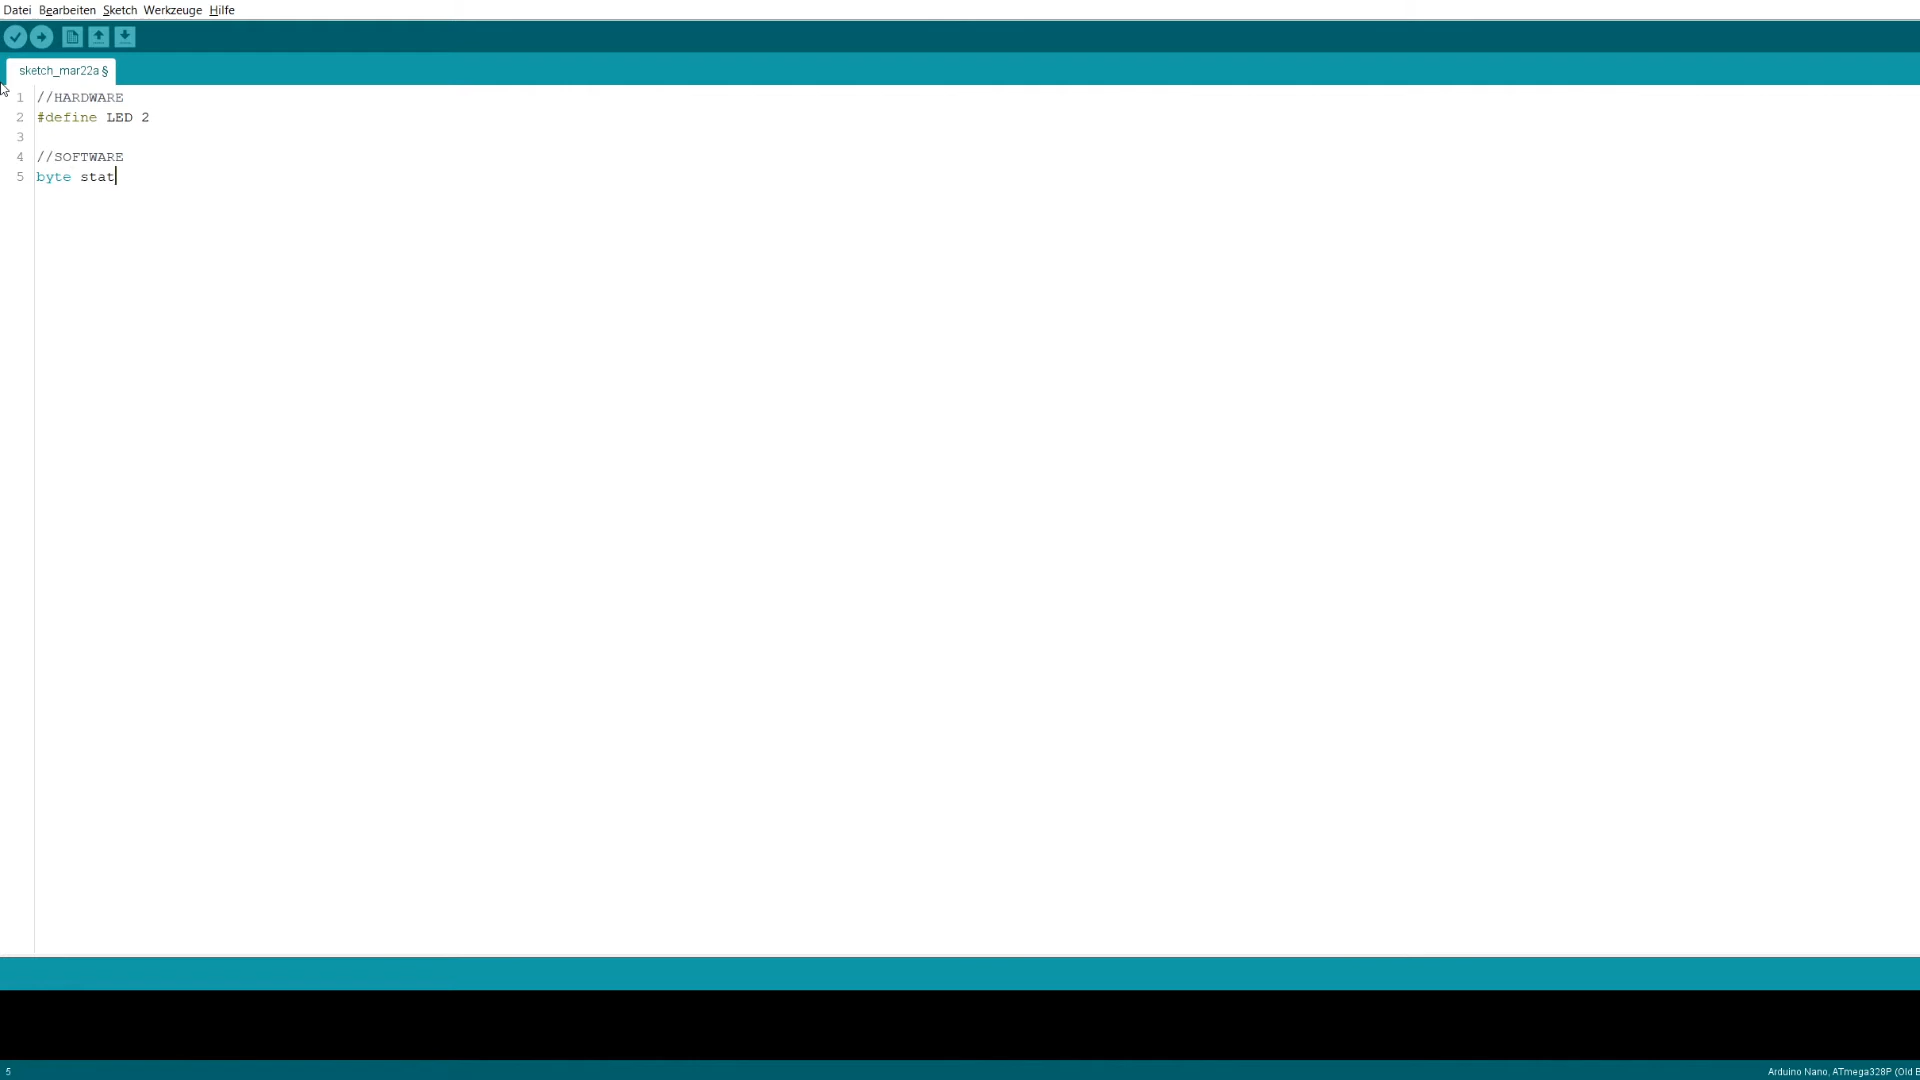 Datei Bearbeiten Sketch Werkzeuge Hilfe
sketch_mar22a §
1 //HARDWARE
2 #define LED 2
3
4 //SOFTWARE
5 byte stat
5
Arduino Nano, ATmega328P (Old B